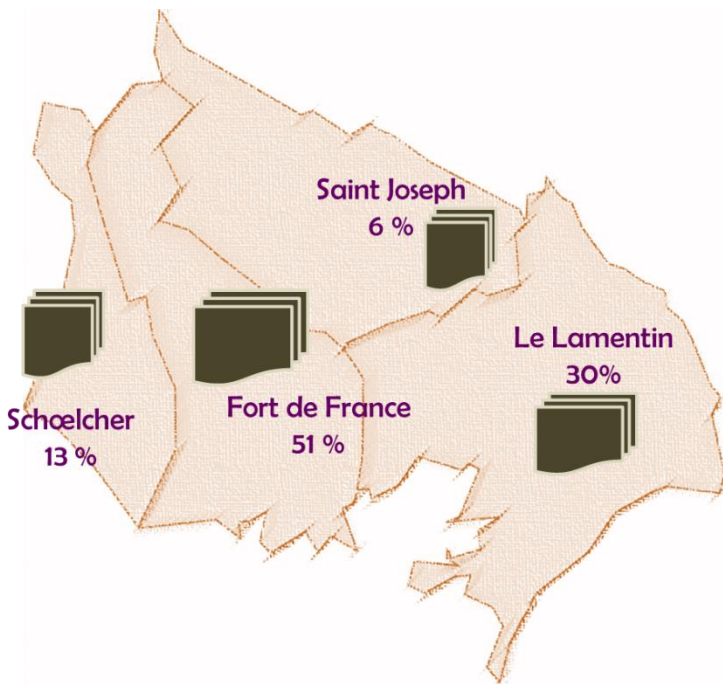 Saint Joseph
6 %
Le Lamentin
30%
Fort de France
51 %
Schœlcher
13 %